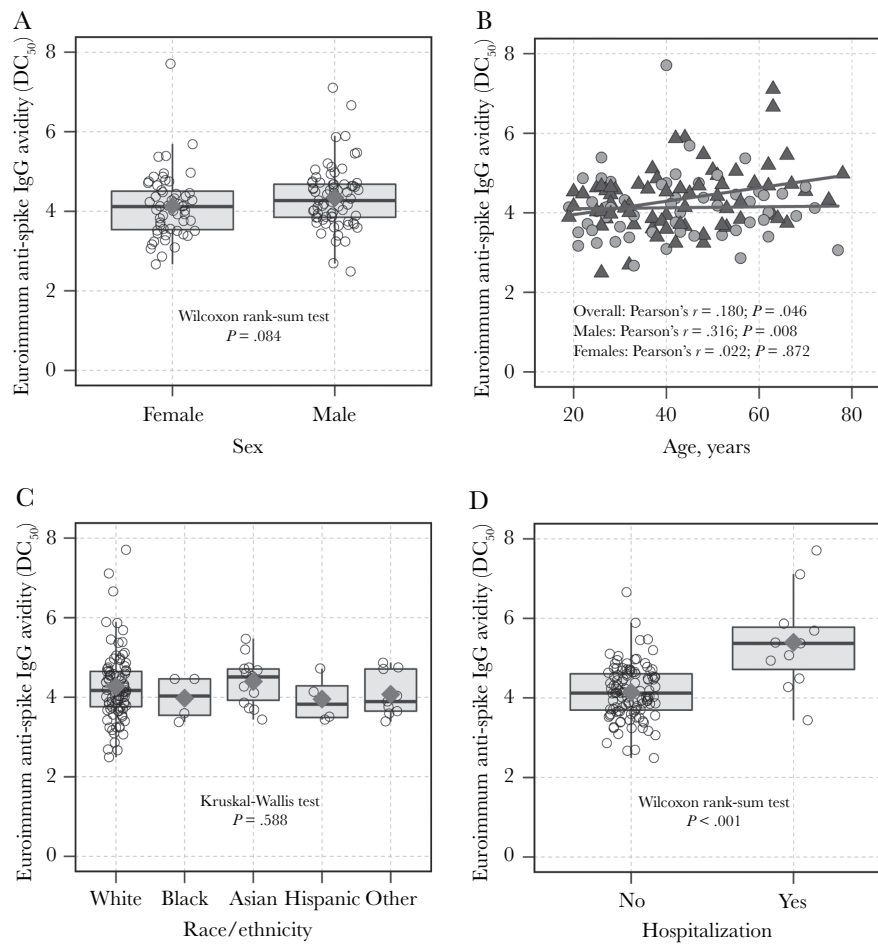 A
Euroimmum anti-spike IgG avidity (DC50)
8
6
4
2
0
Wilcoxon rank-sum test
P = .084
Female Male
Sex
B
Euroimmum anti-spike IgG avidity (DC50)
8
6
4
2
0
Overall: Pearson's r = .180; P = .046
Males: Pearson's r = .316; P = .008
Females: Pearson's r = .022; P = .872
20 40 60 80
Age, years
C
Euroimmum anti-spike IgG avidity (DC50)
8
6
4
2
0
Kruskal-Wallis test
P = .588
White Black Asian Hispanic Other
Race/ethnicity
D
Euroimmum anti-spike IgG avidity (DC50)
8
6
4
2
0
Wilcoxon rank-sum test
P < .001
No Yes
Hospitalization